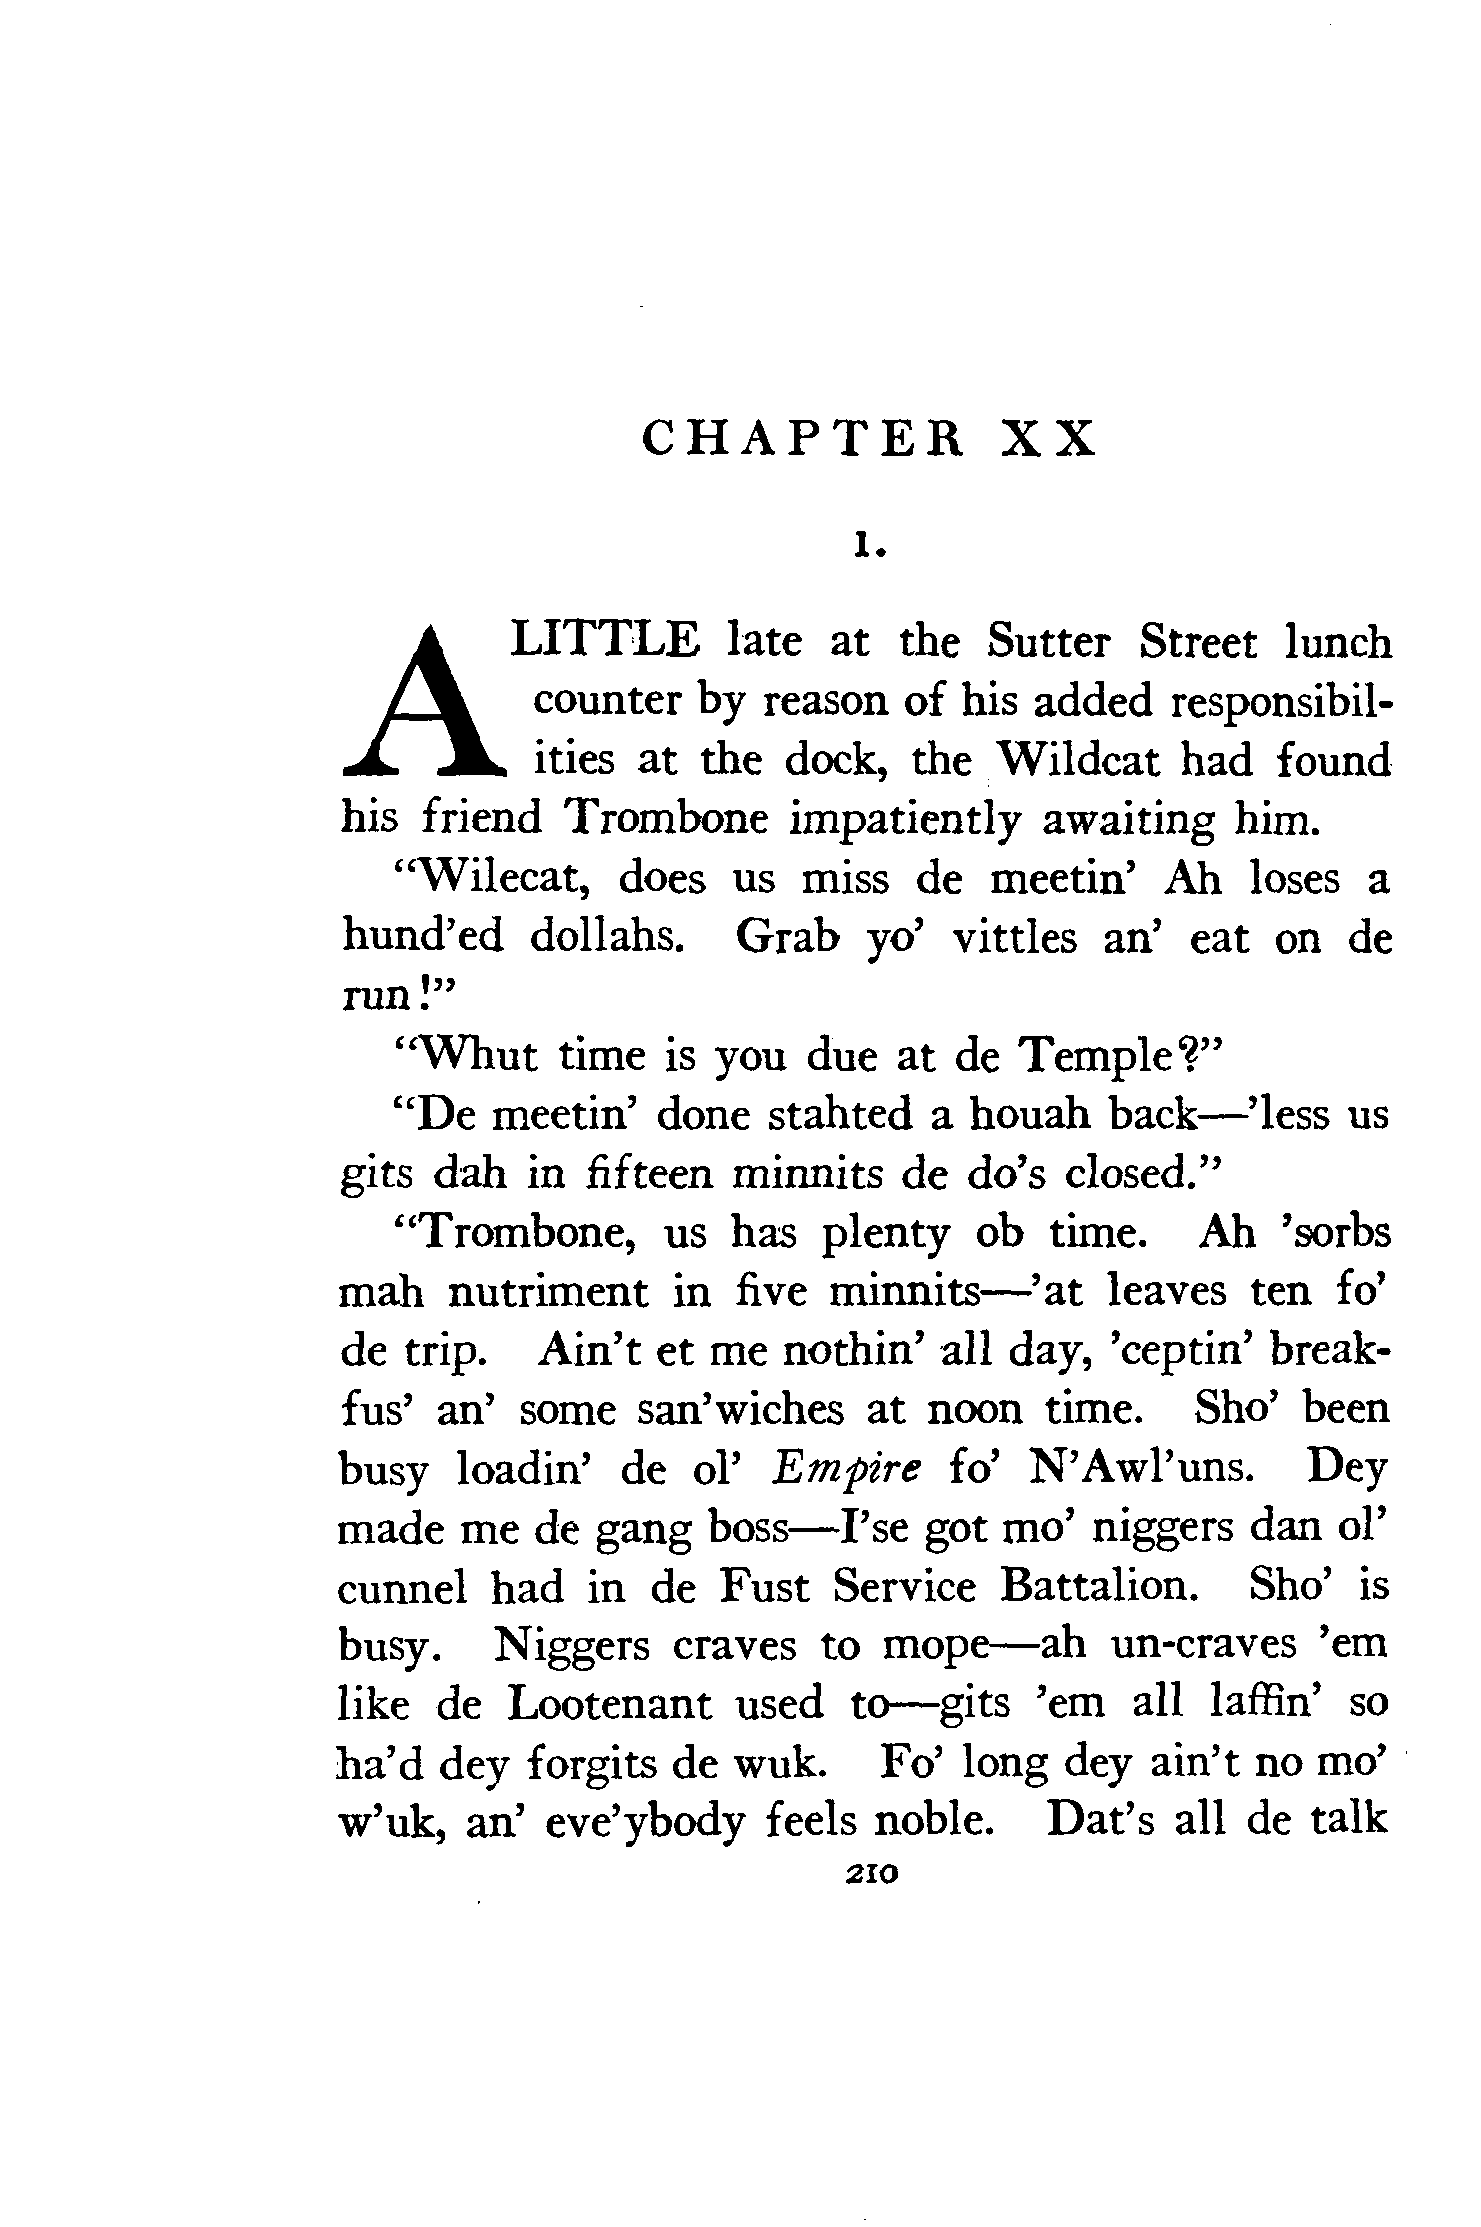 CHAPTER XX
1.
A LITTLE late at the Sutter Street lunch
counter by reason of his added responsibil-
ities at the dock, the Wildcat had found
his friend Trombone impatiently awaiting him.
“Wilecat, does us miss de meetin’ Ah loses a
hund’ed dollahs. Grab yo’ vittles an’ eat on de
run!”
“Whut time is you due at de Temple?”
“De meetin’ done stahted a houah back—’less us
gits dah in fifteen minnits de do’s closed.”
“Trombone, us has plenty ob time. Ah ’sorbs
mah nutriment in five minnits—’at leaves ten fo’
de trip. Ain’t et me nothin’ all day, ’ceptin’ break-
fus’ an’ some san’wiches at noon time. Sho’ been
busy loadin’ de ol’ Empire fo’ N’Awl’uns. Dey
made me de gang boss—I’se got mo’ niggers dan ol’
cunnel had in de Fust Service Battalion. Sho’ is
busy. Niggers craves to mope—ah un-craves ’em
like de Lootenant used to—gits ’em all laffin’ so
ha’d dey forgits de wuk. Fo’ long dey ain’t no mo’
w’uk, an’ eve’ybody feels noble. Dat’s all de talk
210